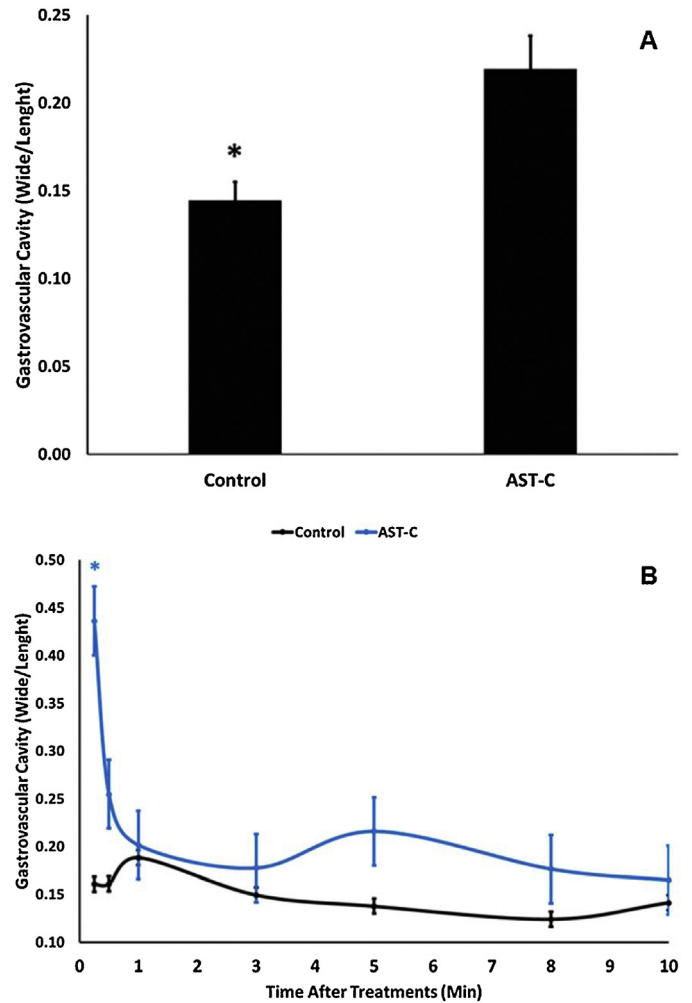 A
Gastrovascular Cavity (Wide/Lenght)
0.25
0.20
0.15
0.10
0.05
0.00
*
Control
AST-C
Control
AST-C
B
Gastrovascular Cavity (Wide/Lenght)
0.50
0.45
0.40
0.35
0.30
0.25
0.20
0.15
0.10
*
0 1 2 3 4 5 6 7 8 9 10
Time After Treatments (Min)